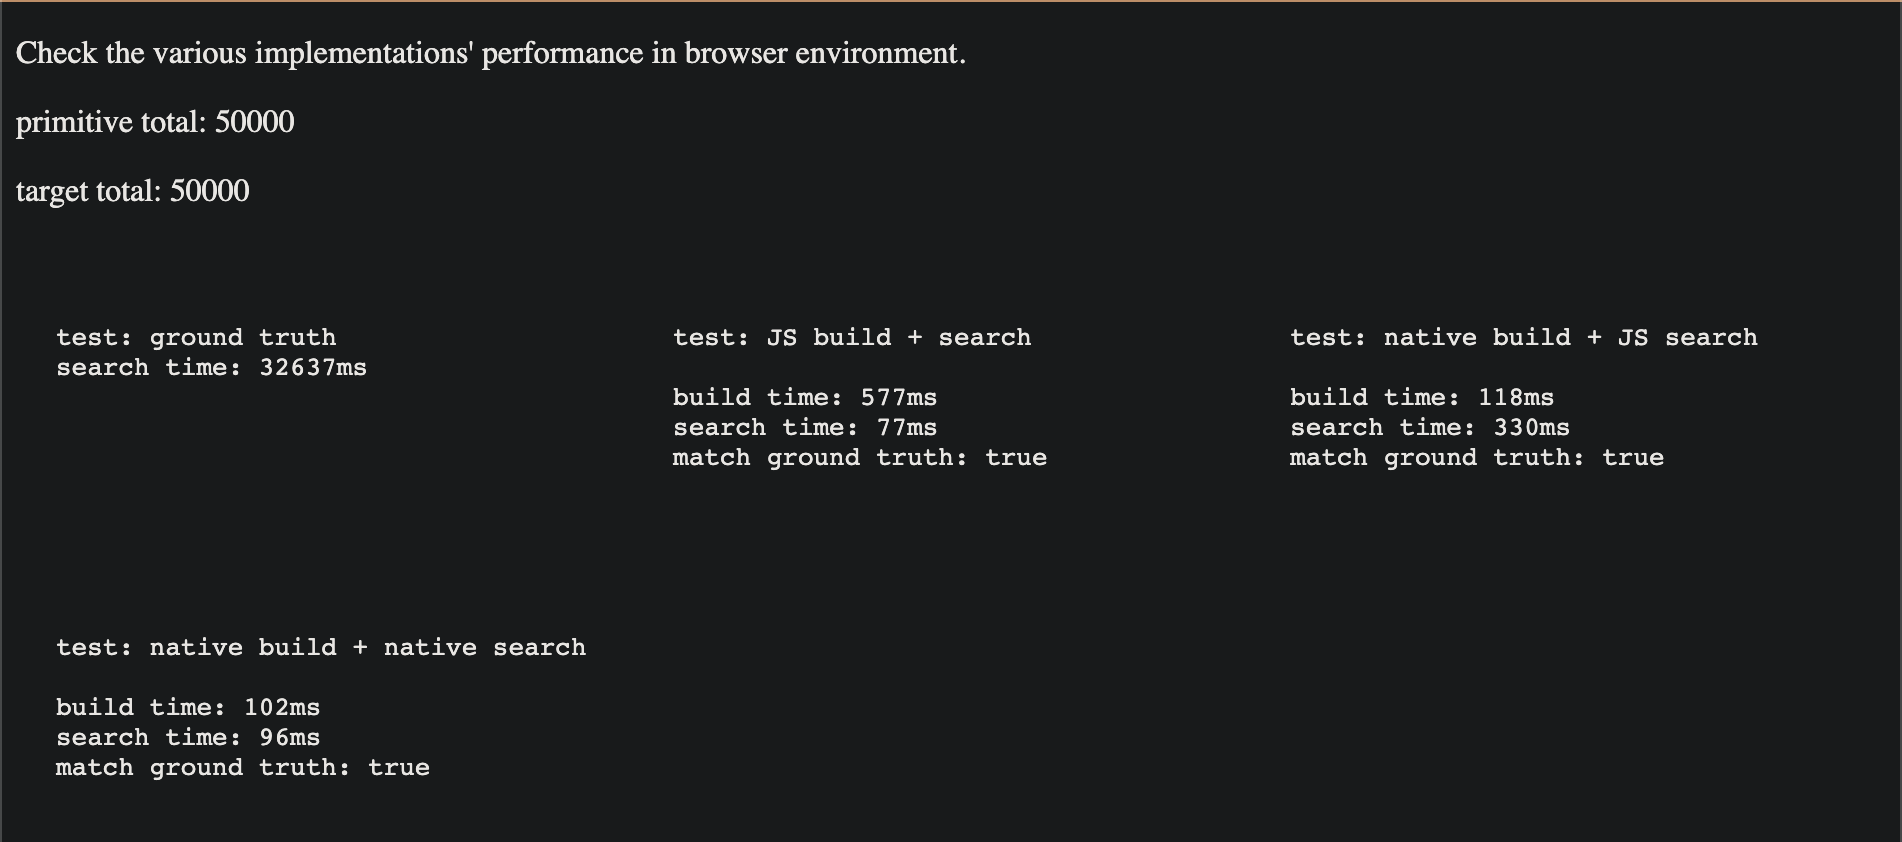 Check the various implementations' performance in browser environment.
primitive total: 50000
target total: 50000
test: ground truth
search time: 32637ms
test: JS build + search
build time: 577ms
search time: 77ms
match ground truth: true
test: native build + JS search
build time: 118ms
search time: 330ms
match ground truth: true
test: native build + native search
build time: 102ms
search time: 96ms
match ground truth: true